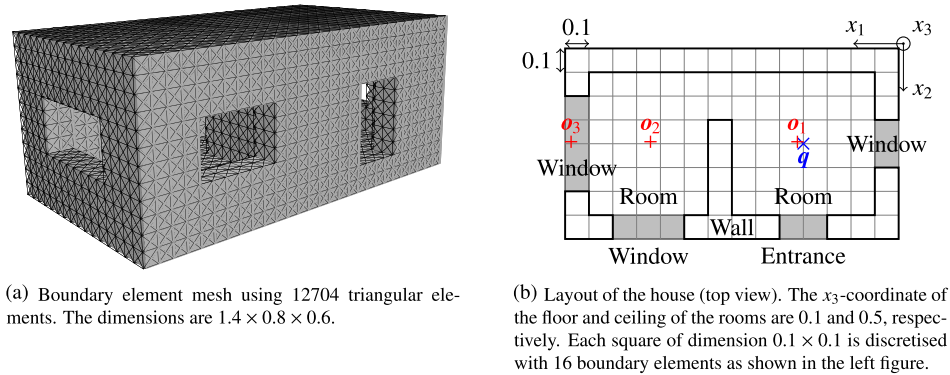 0.1
x₁
x₃
0.1
x₂
o₃
o₂
o₁
q
Window
Window
Room
Room
Wall
Window
Entrance
(a) Boundary element mesh using 12704 triangular ele-
ments. The dimensions are 1.4 × 0.8 × 0.6.
(b) Layout of the house (top view). The x₃-coordinate of
the floor and ceiling of the rooms are 0.1 and 0.5, respec-
tively. Each square of dimension 0.1 × 0.1 is discretised
with 16 boundary elements as shown in the left figure.